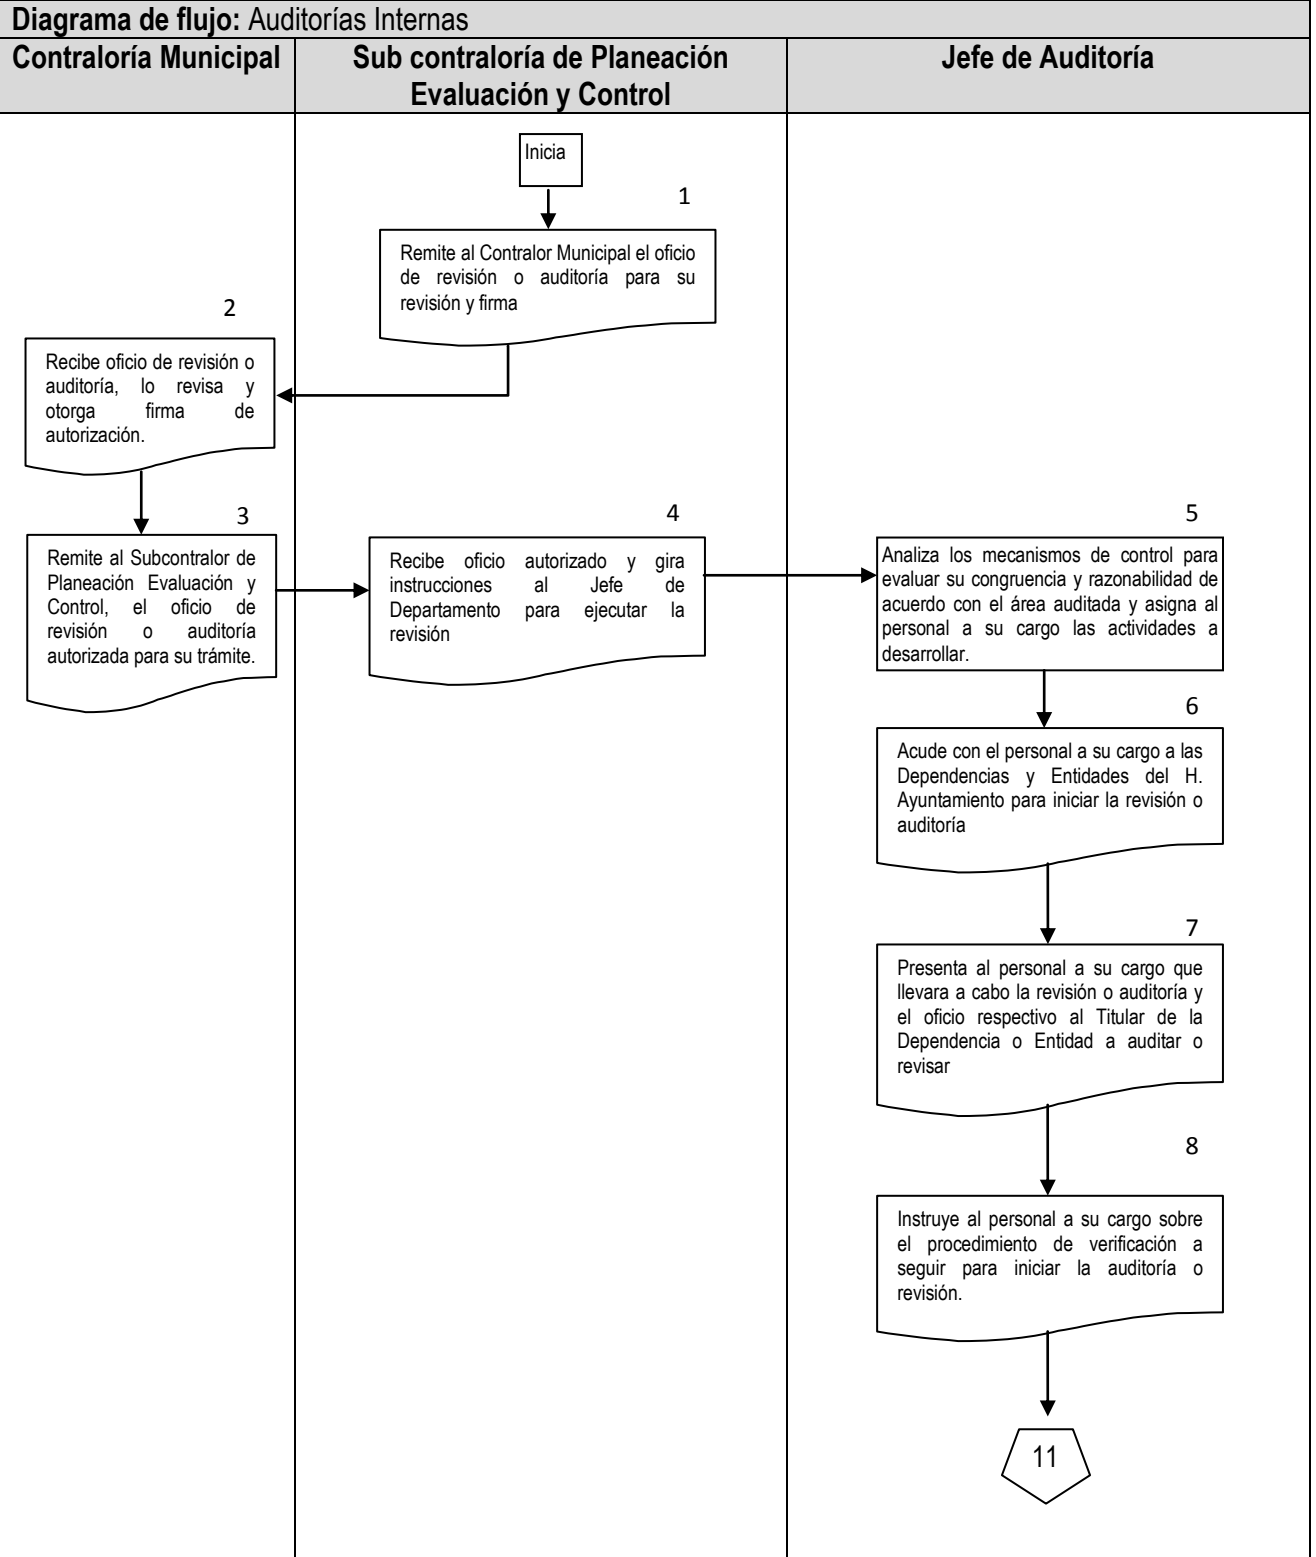 Diagrama de flujo: Auditorías Internas
Contraloría Municipal
Sub contraloría de Planeación
Evaluación y Control
Jefe de Auditoría
Inicia
1
Remite al Contralor Municipal el oficio
de revisión o auditoría para su
revisión y firma
2
Recibe oficio de revisión o
auditoría, lo revisa y
otorga firma de
autorización.
3
Remite al Subcontralor de
Planeación Evaluación y
Control, el oficio de
revisión o auditoría
autorizada para su trámite.
4
Recibe oficio autorizado y gira
instrucciones al Jefe de
Departamento para ejecutar la
revisión
5
Analiza los mecanismos de control para
evaluar su congruencia y razonabilidad de
acuerdo con el área auditada y asigna al
personal a su cargo las actividades a
desarrollar.
6
Acude con el personal a su cargo a las
Dependencias y Entidades del H.
Ayuntamiento para iniciar la revisión o
auditoría
7
Presenta al personal a su cargo que
llevara a cabo la revisión o auditoría y
el oficio respectivo al Titular de la
Dependencia o Entidad a auditar o
revisar
8
Instruye al personal a su cargo sobre
el procedimiento de verificación a
seguir para iniciar la auditoría o
revisión.
11